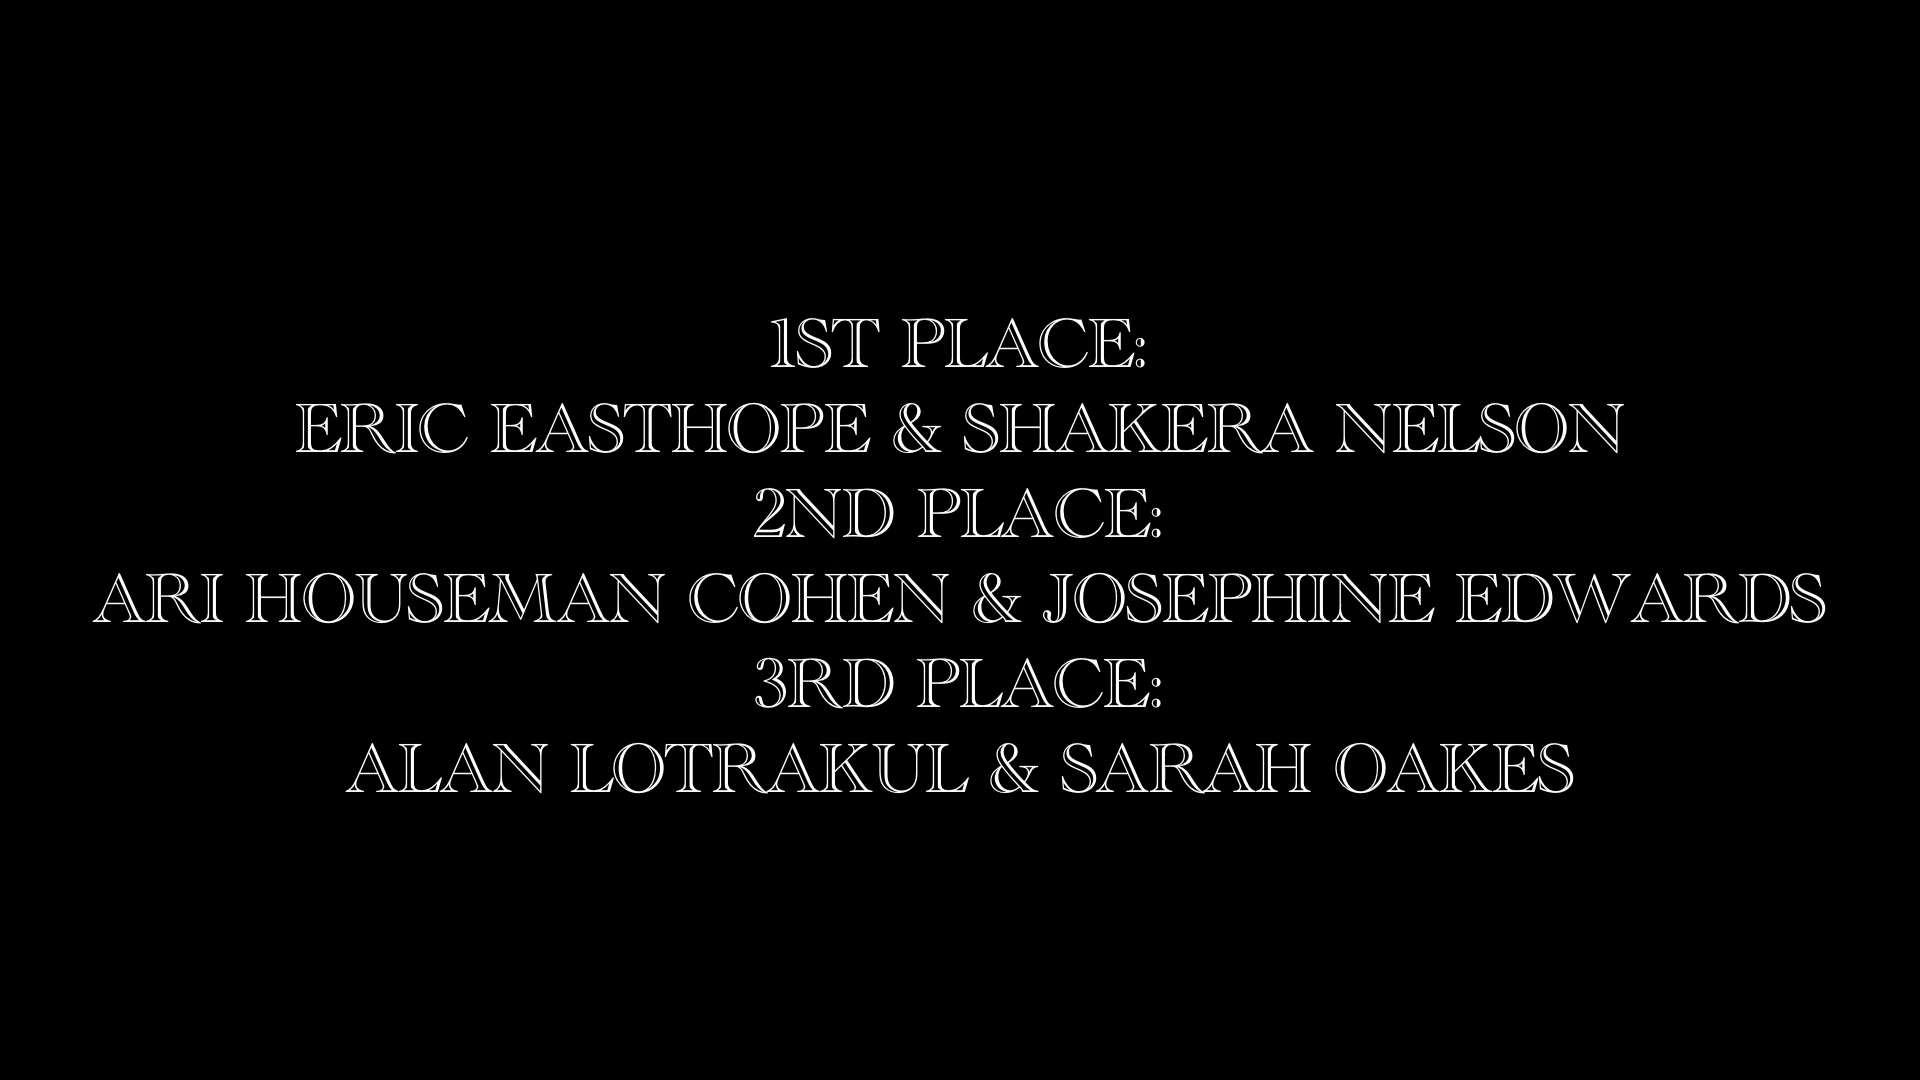 1ST PLACE:
ERIC EASTHOPE & SHAKERA NELSON
2ND PLACE:
ARI HOUSEMAN COHEN & JOSEPHINE EDWARDS
3RD PLACE:
ALAN LOTRAKUL & SARAH OAKES